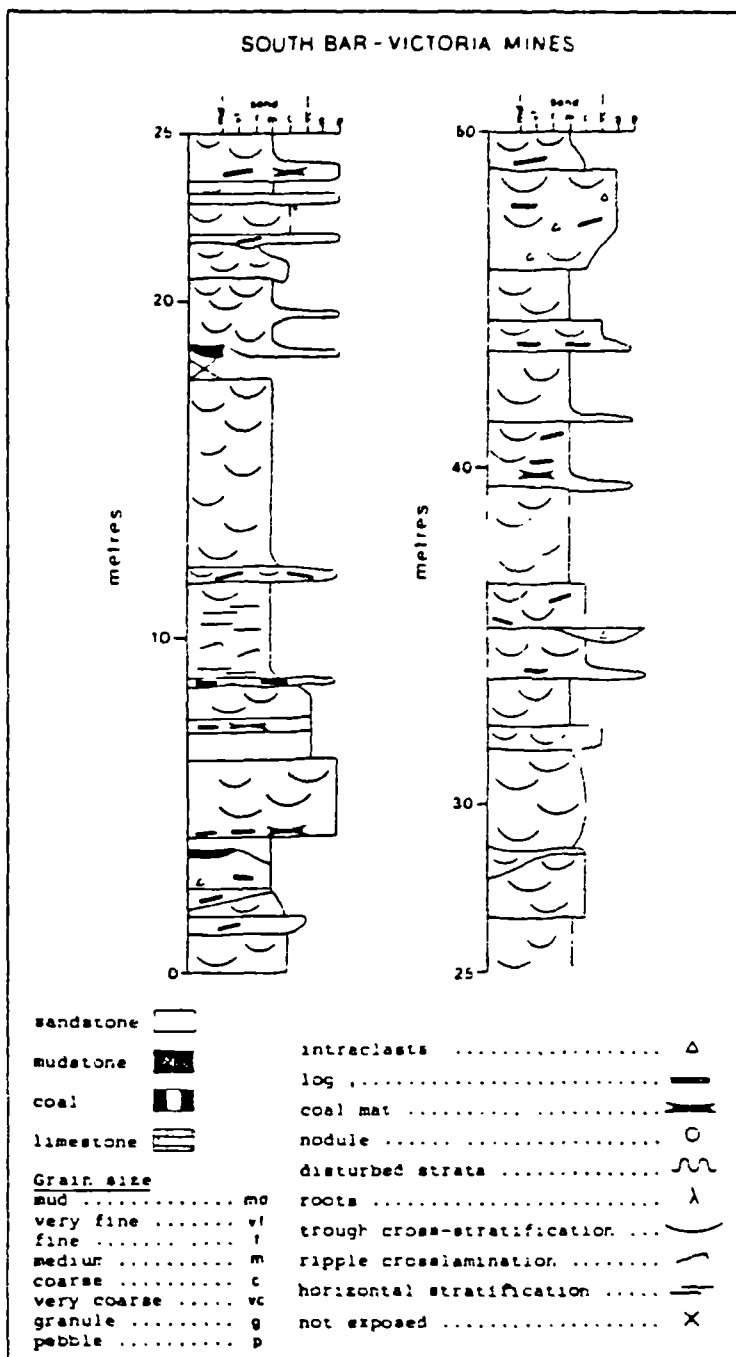 SOUTH BAR - VICTORIA MINES
sand
m
p
25
20
10
0
metres
sand
m
p
50
40
30
25
metres
sandstone
mudstone
coal
limestone
Grain size
mud ............ md
very fine ...... vf
fine ........... f
medium ......... m
coarse ......... c
very coarse ..... vc
granule ........ g
pebble ......... p
intraclasts ......................
log ......................
coal mat ......................
nodule ......................
disturbed strata ................
roots ......................
trough cross-stratification ....
ripple crosslamination .........
horizontal stratification .....
not exposed ......................